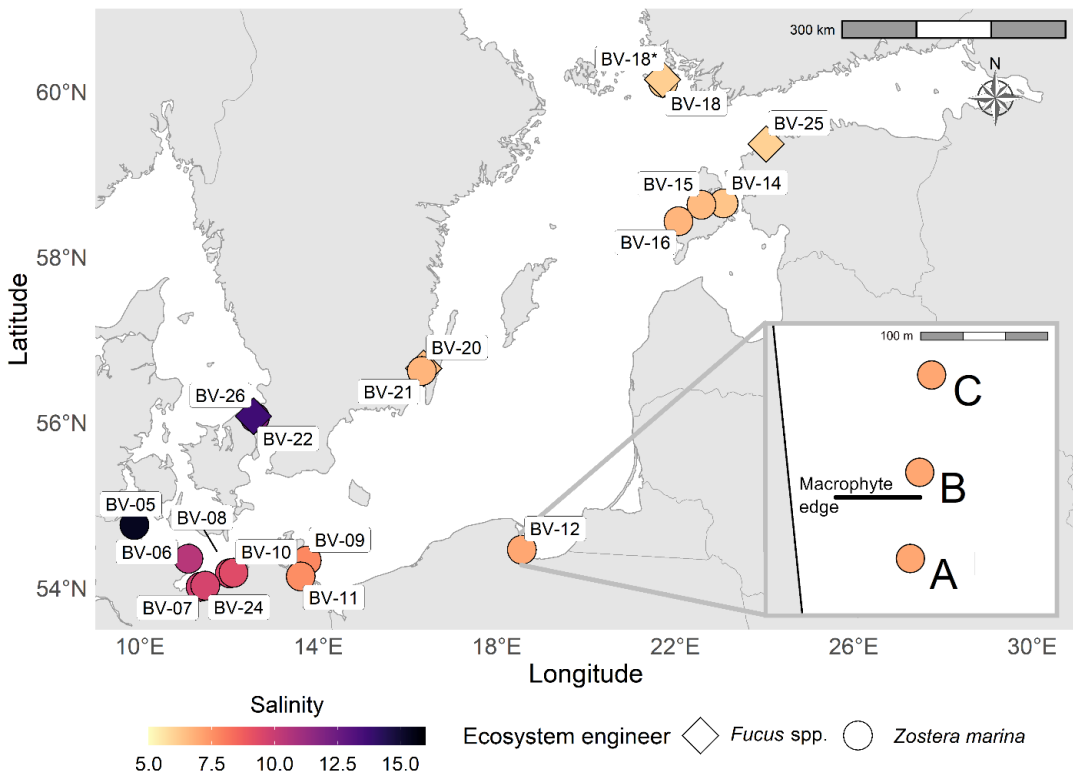 300 km
N
60°N
58°N
56°N
54°N
Latitude
BV-18*
BV-18
BV-25
BV-15
BV-14
BV-16
BV-20
BV-21
BV-26
BV-22
BV-05
BV-08
BV-06
BV-10
BV-09
BV-07
BV-24
BV-11
BV-12
100 m
C
Macrophyte
edge
B
A
10°E 14°E 18°E 22°E 26°E 30°E
Longitude
Salinity
5.0 7.5 10.0 12.5 15.0
Ecosystem engineer Fucus spp. Zostera marina